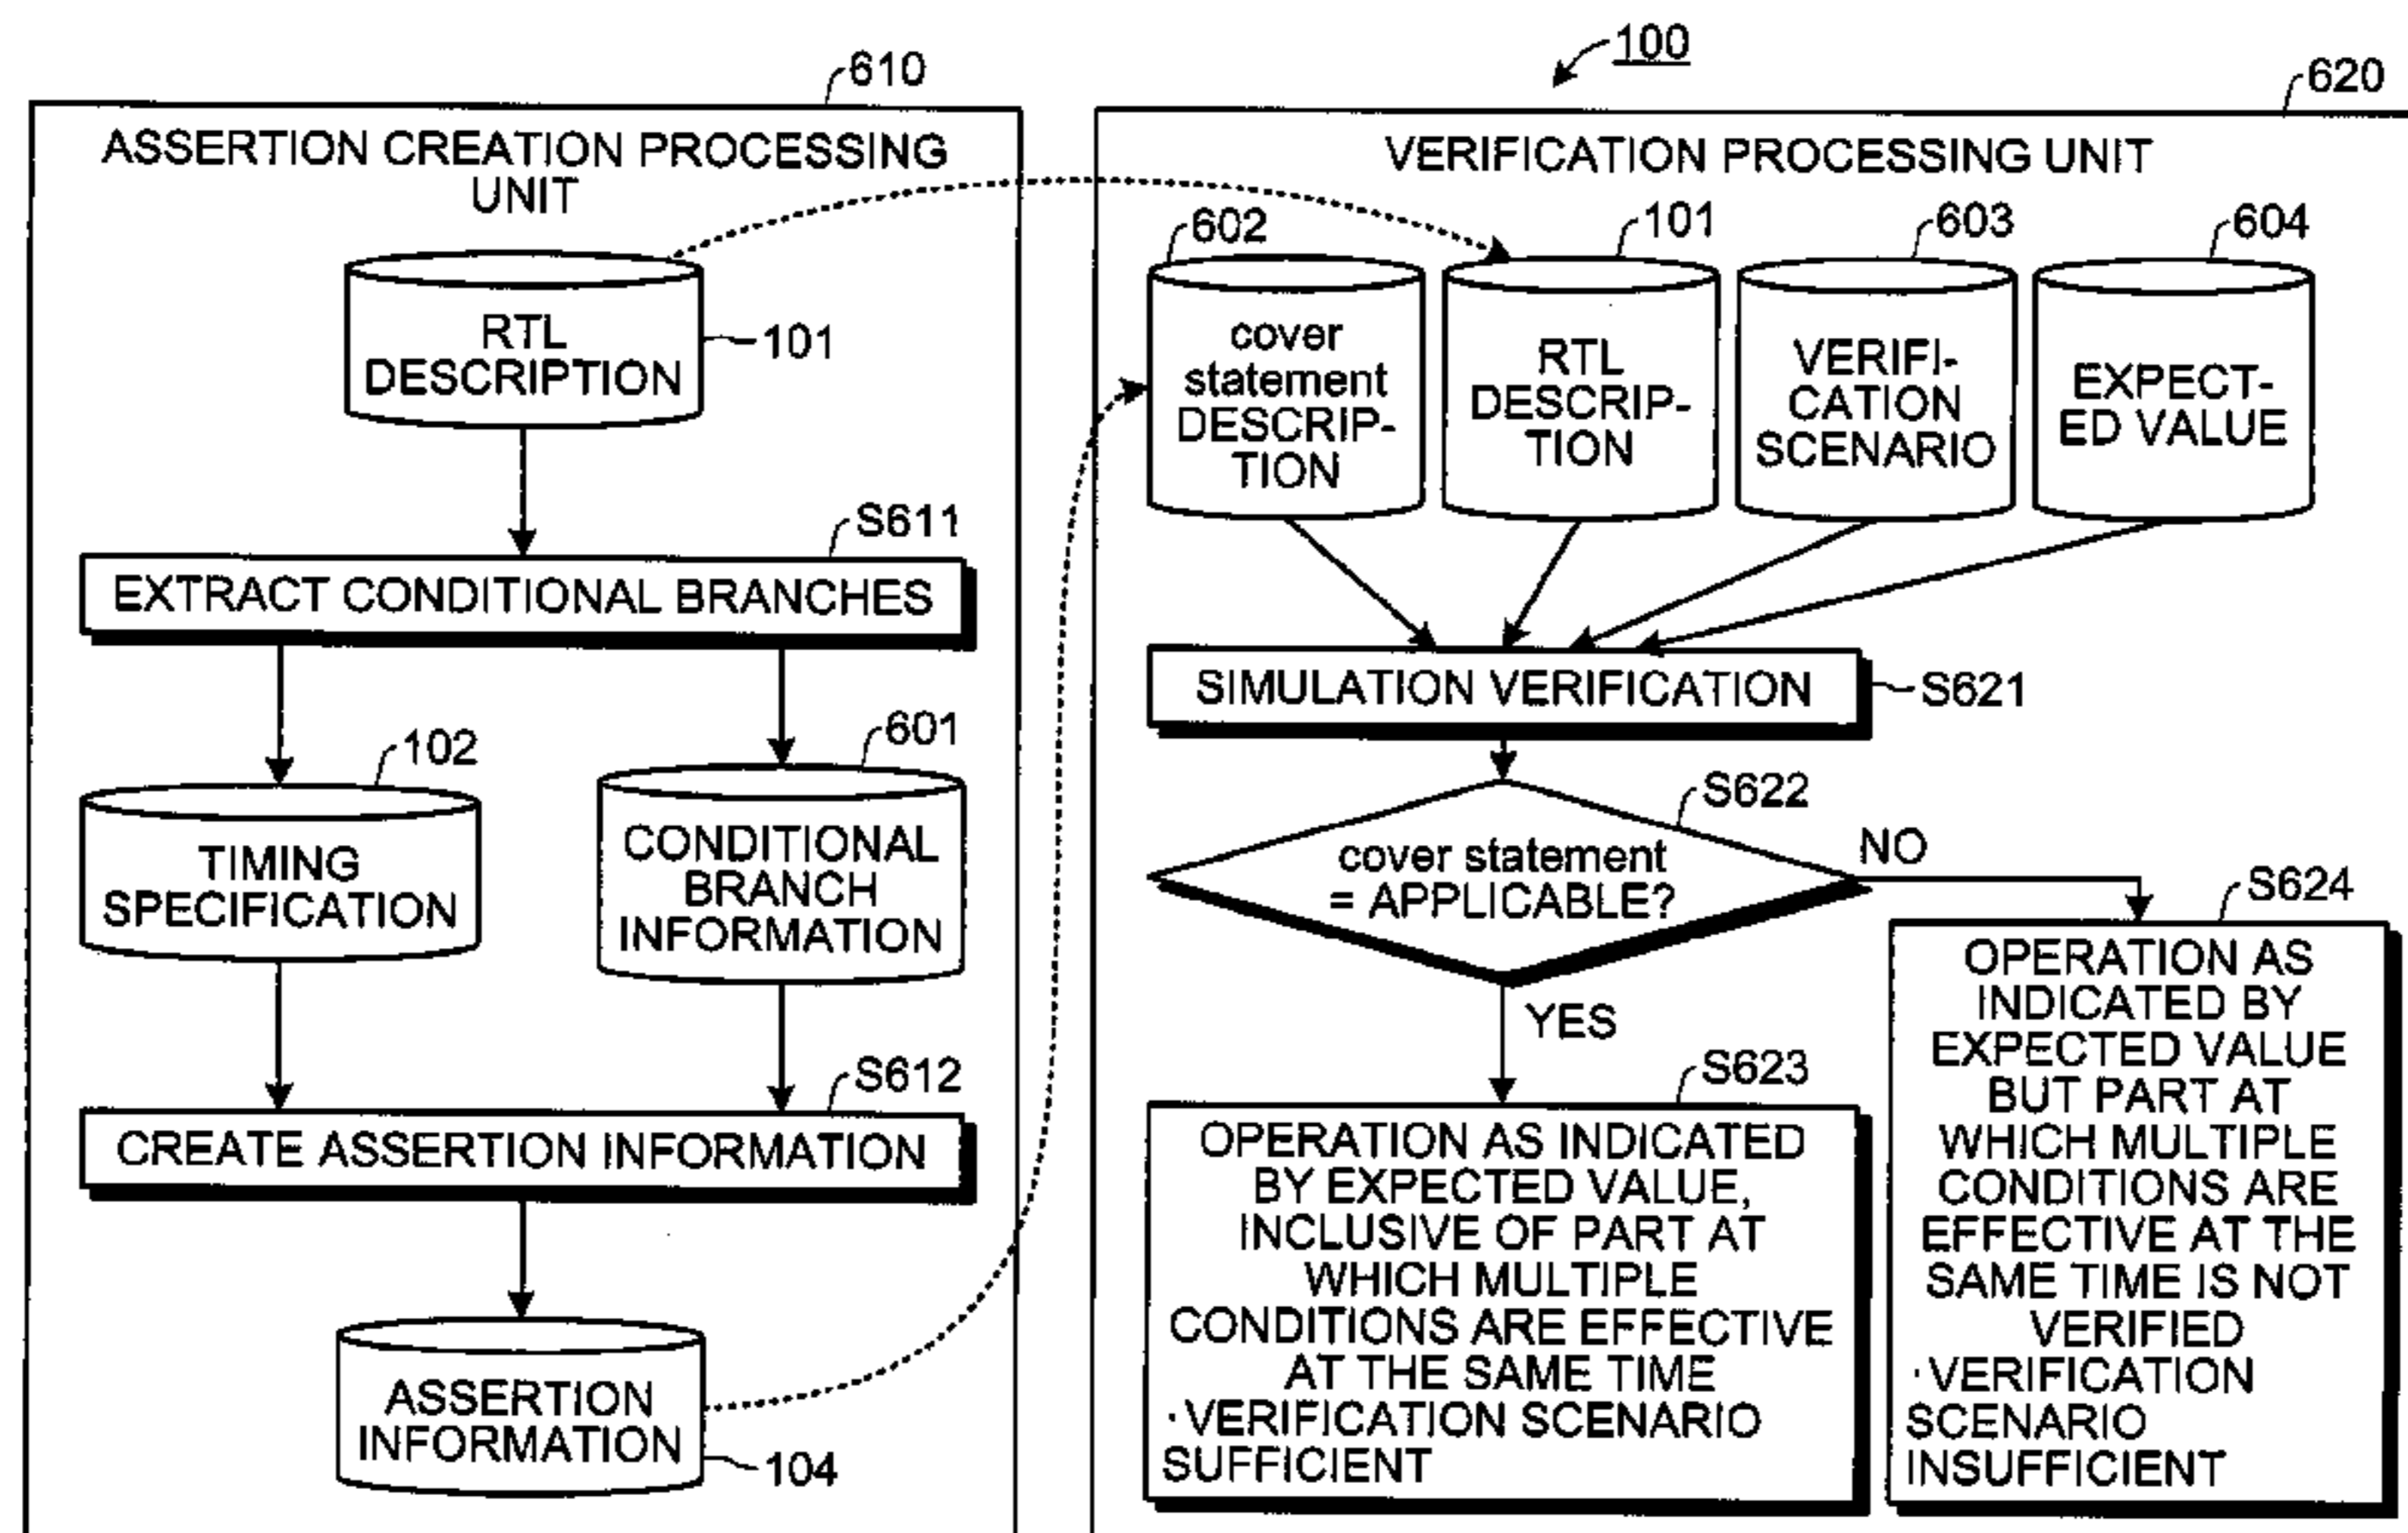 100
610
620
ASSERTION CREATION PROCESSING
UNIT
RTL
DESCRIPTION
101
S611
EXTRACT CONDITIONAL BRANCHES
102
TIMING
SPECIFICATION
601
CONDITIONAL
BRANCH
INFORMATION
S612
CREATE ASSERTION INFORMATION
ASSERTION
INFORMATION
104
VERIFICATION PROCESSING UNIT
602
cover
statement
DESCRIP-
TION
101
RTL
DESCRIP-
TION
603
VERIFI-
CATION
SCENARIO
604
EXPECT-
ED VALUE
SIMULATION VERIFICATION
S621
S622
cover statement
= APPLICABLE?
NO
YES
S623
OPERATION AS INDICATED
BY EXPECTED VALUE,
INCLUSIVE OF PART AT
WHICH MULTIPLE
CONDITIONS ARE EFFECTIVE
AT THE SAME TIME
·VERIFICATION SCENARIO
SUFFICIENT
S624
OPERATION AS
INDICATED BY
EXPECTED VALUE
BUT PART AT
WHICH MULTIPLE
CONDITIONS ARE
EFFECTIVE AT THE
SAME TIME IS NOT
VERIFIED
·VERIFICATION
SCENARIO
INSUFFICIENT